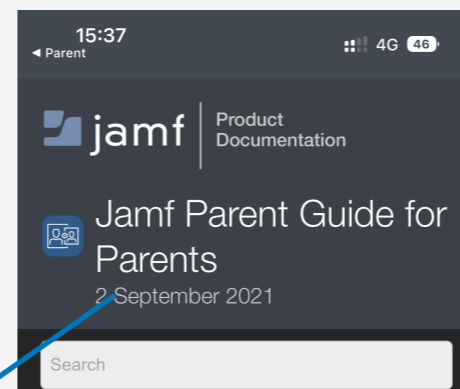 15:37
4G 46
◄ Parent
jamf
Product
Documentation
Jamf Parent Guide for
Parents
2 September 2021
Search